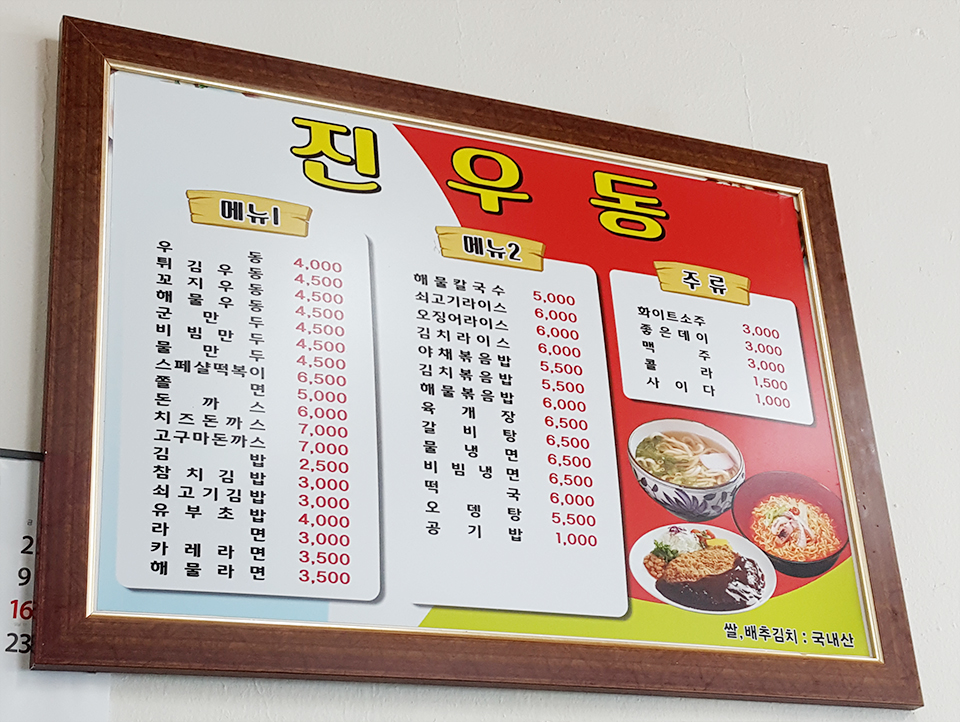 진우동
메뉴1
우동 4,000
튀김우동 4,500
꼬지우동 4,500
해물우동 4,500
군만두 4,500
비빔만두 4,500
물만두 4,500
스페샬떡복이 6,500
쫄면 5,000
돈까스 6,000
치즈돈까스 7,000
고구마돈까스 7,000
김밥 2,500
참치김밥 3,000
쇠고기김밥 3,000
유부초밥 4,000
라면 3,000
카레라면 3,500
해물라면 3,500
메뉴2
해물칼국수 5,000
쇠고기라이스 6,000
오징어라이스 6,000
김치라이스 6,000
야채볶음밥 5,500
김치볶음밥 5,500
해물볶음밥 6,000
육개장 6,500
갈비탕 6,500
물냉면 6,500
비빔냉면 6,500
떡국 6,000
오뎅탕 5,500
공기밥 1,000
주류
화이트소주 3,000
좋은데이 3,000
맥주 3,000
콜라 1,500
사이다 1,000
쌀,배추김치 : 국내산
금
2
9
16
23